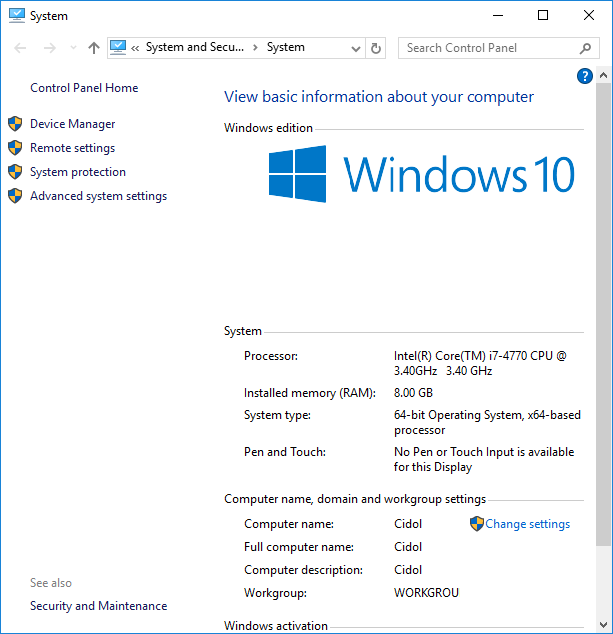 System
« System and Secu... > System
Search Control Panel
Control Panel Home
Device Manager
Remote settings
System protection
Advanced system settings
See also
Security and Maintenance
?
View basic information about your computer
Windows edition
Windows 10
System
Processor: Intel(R) Core(TM) i7-4770 CPU @
3.40GHz 3.40 GHz
Installed memory (RAM): 8.00 GB
System type: 64-bit Operating System, x64-based
processor
Pen and Touch: No Pen or Touch Input is available
for this Display
Computer name, domain and workgroup settings
Computer name: Cidol Change settings
Full computer name: Cidol
Computer description: Cidol
Workgroup: WORKGROU
Windows activation